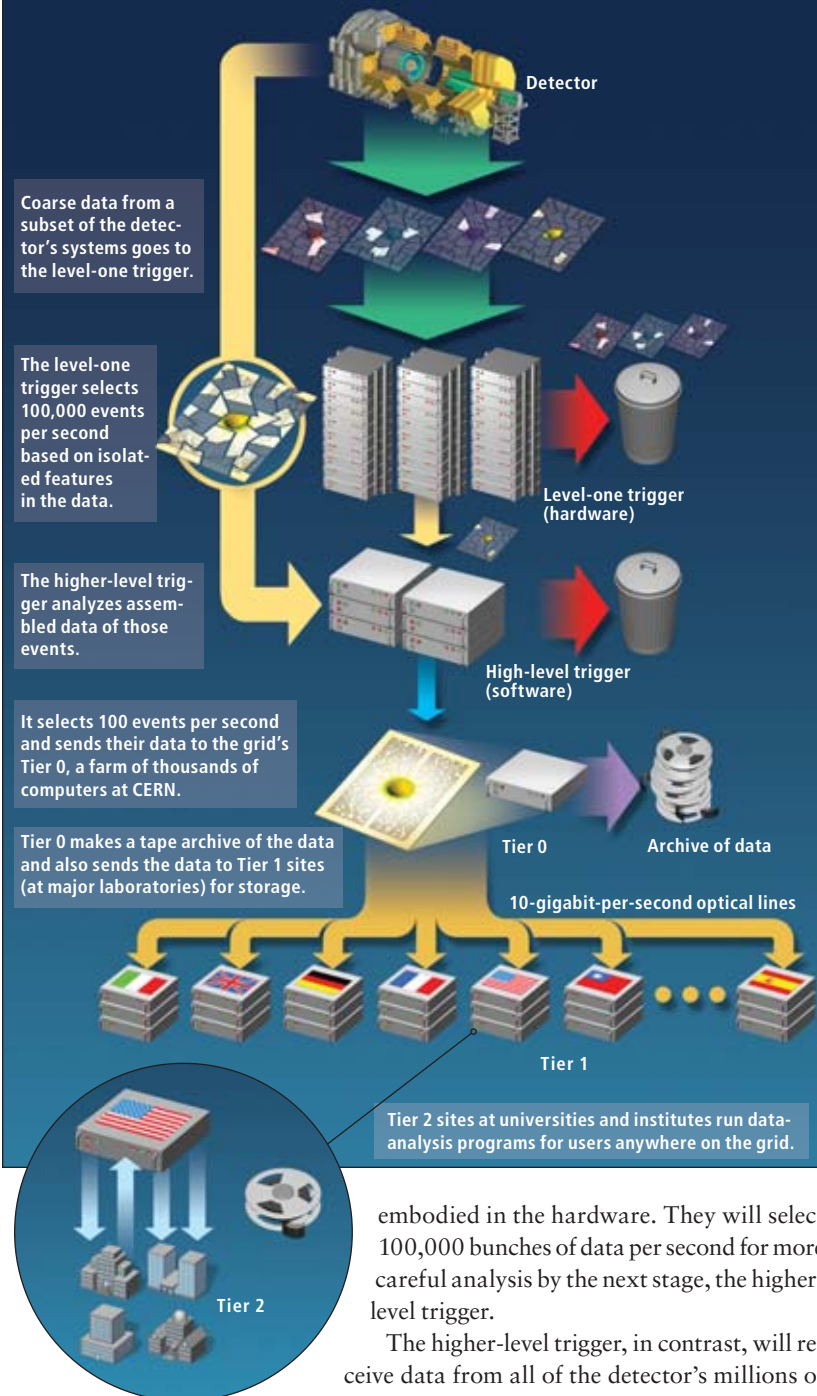 Detector
Coarse data from a
subset of the detec-
tor's systems goes to
the level-one trigger.
The level-one
trigger selects
100,000 events
per second
based on isolat-
ed features
in the data.
Level-one trigger
(hardware)
The higher-level trig-
ger analyzes assem-
bled data of those
events.
High-level trigger
(software)
It selects 100 events per second
and sends their data to the grid's
Tier 0, a farm of thousands of
computers at CERN.
Tier 0 makes a tape archive of the data
and also sends the data to Tier 1 sites
(at major laboratories) for storage.
Tier 0
Archive of data
10-gigabit-per-second optical lines
Tier 1
Tier 2 sites at universities and institutes run data-
analysis programs for users anywhere on the grid.
Tier 2
embodied in the hardware. They will selec
100,000 bunches of data per second for more
careful analysis by the next stage, the higher
level trigger.
The higher-level trigger, in contrast, will re
ceive data from all of the detector's millions o